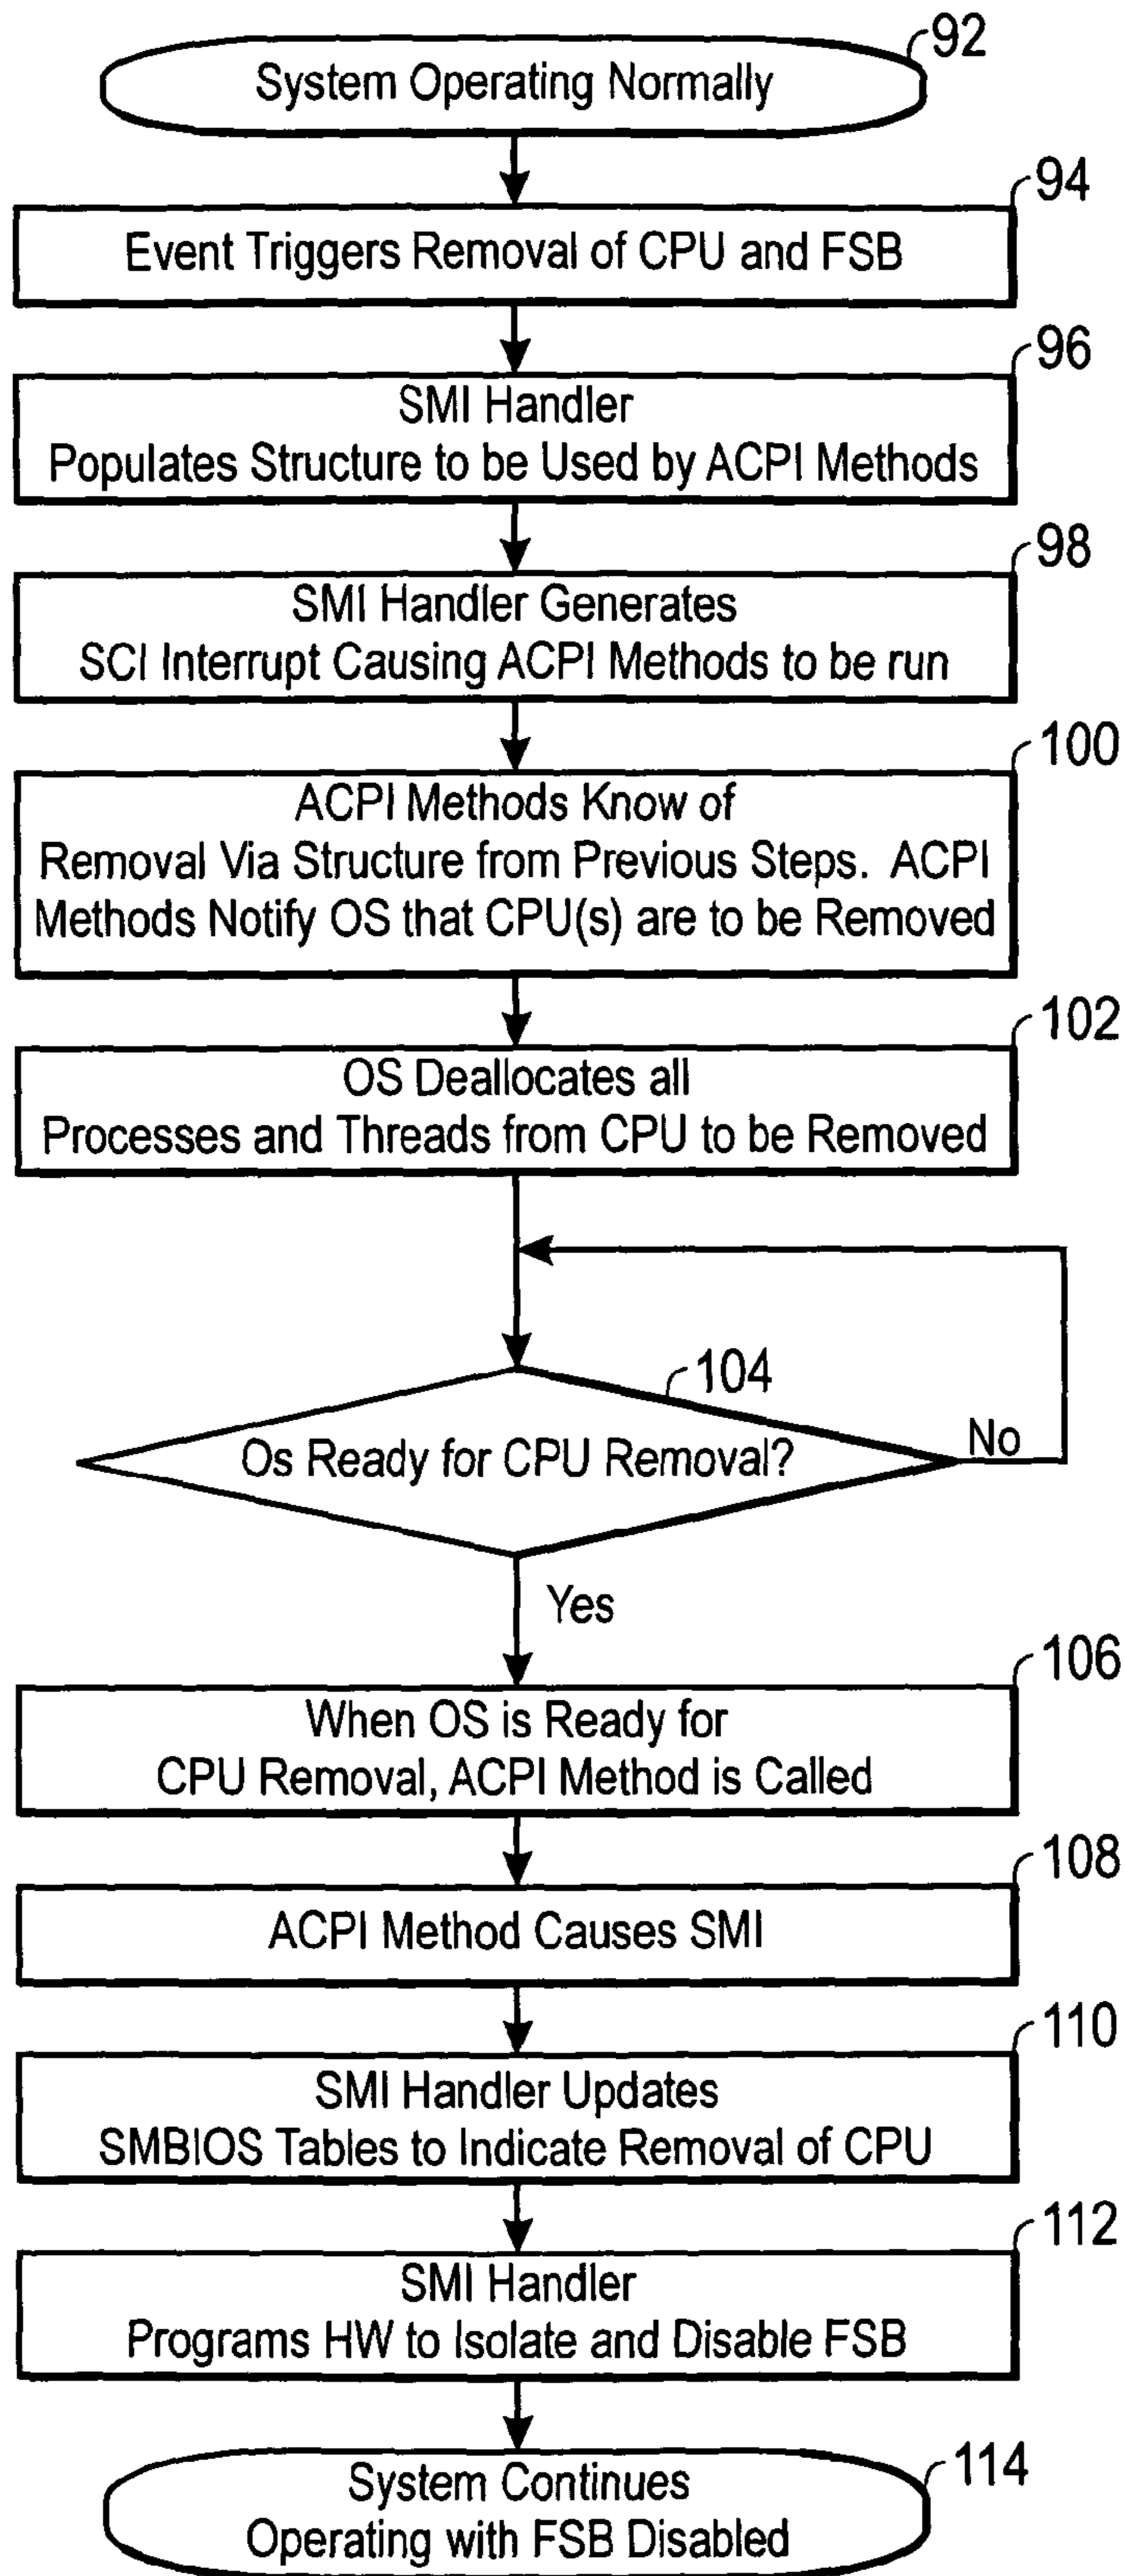 92
System Operating Normally
94
Event Triggers Removal of CPU and FSB
96
SMI Handler
Populates Structure to be Used by ACPI Methods
98
SMI Handler Generates
SCI Interrupt Causing ACPI Methods to be run
100
ACPI Methods Know of
Removal Via Structure from Previous Steps. ACPI
Methods Notify OS that CPU(s) are to be Removed
102
OS Deallocates all
Processes and Threads from CPU to be Removed
104
Os Ready for CPU Removal?
No
Yes
106
When OS is Ready for
CPU Removal, ACPI Method is Called
108
ACPI Method Causes SMI
110
SMI Handler Updates
SMBIOS Tables to Indicate Removal of CPU
112
SMI Handler
Programs HW to Isolate and Disable FSB
114
System Continues
Operating with FSB Disabled